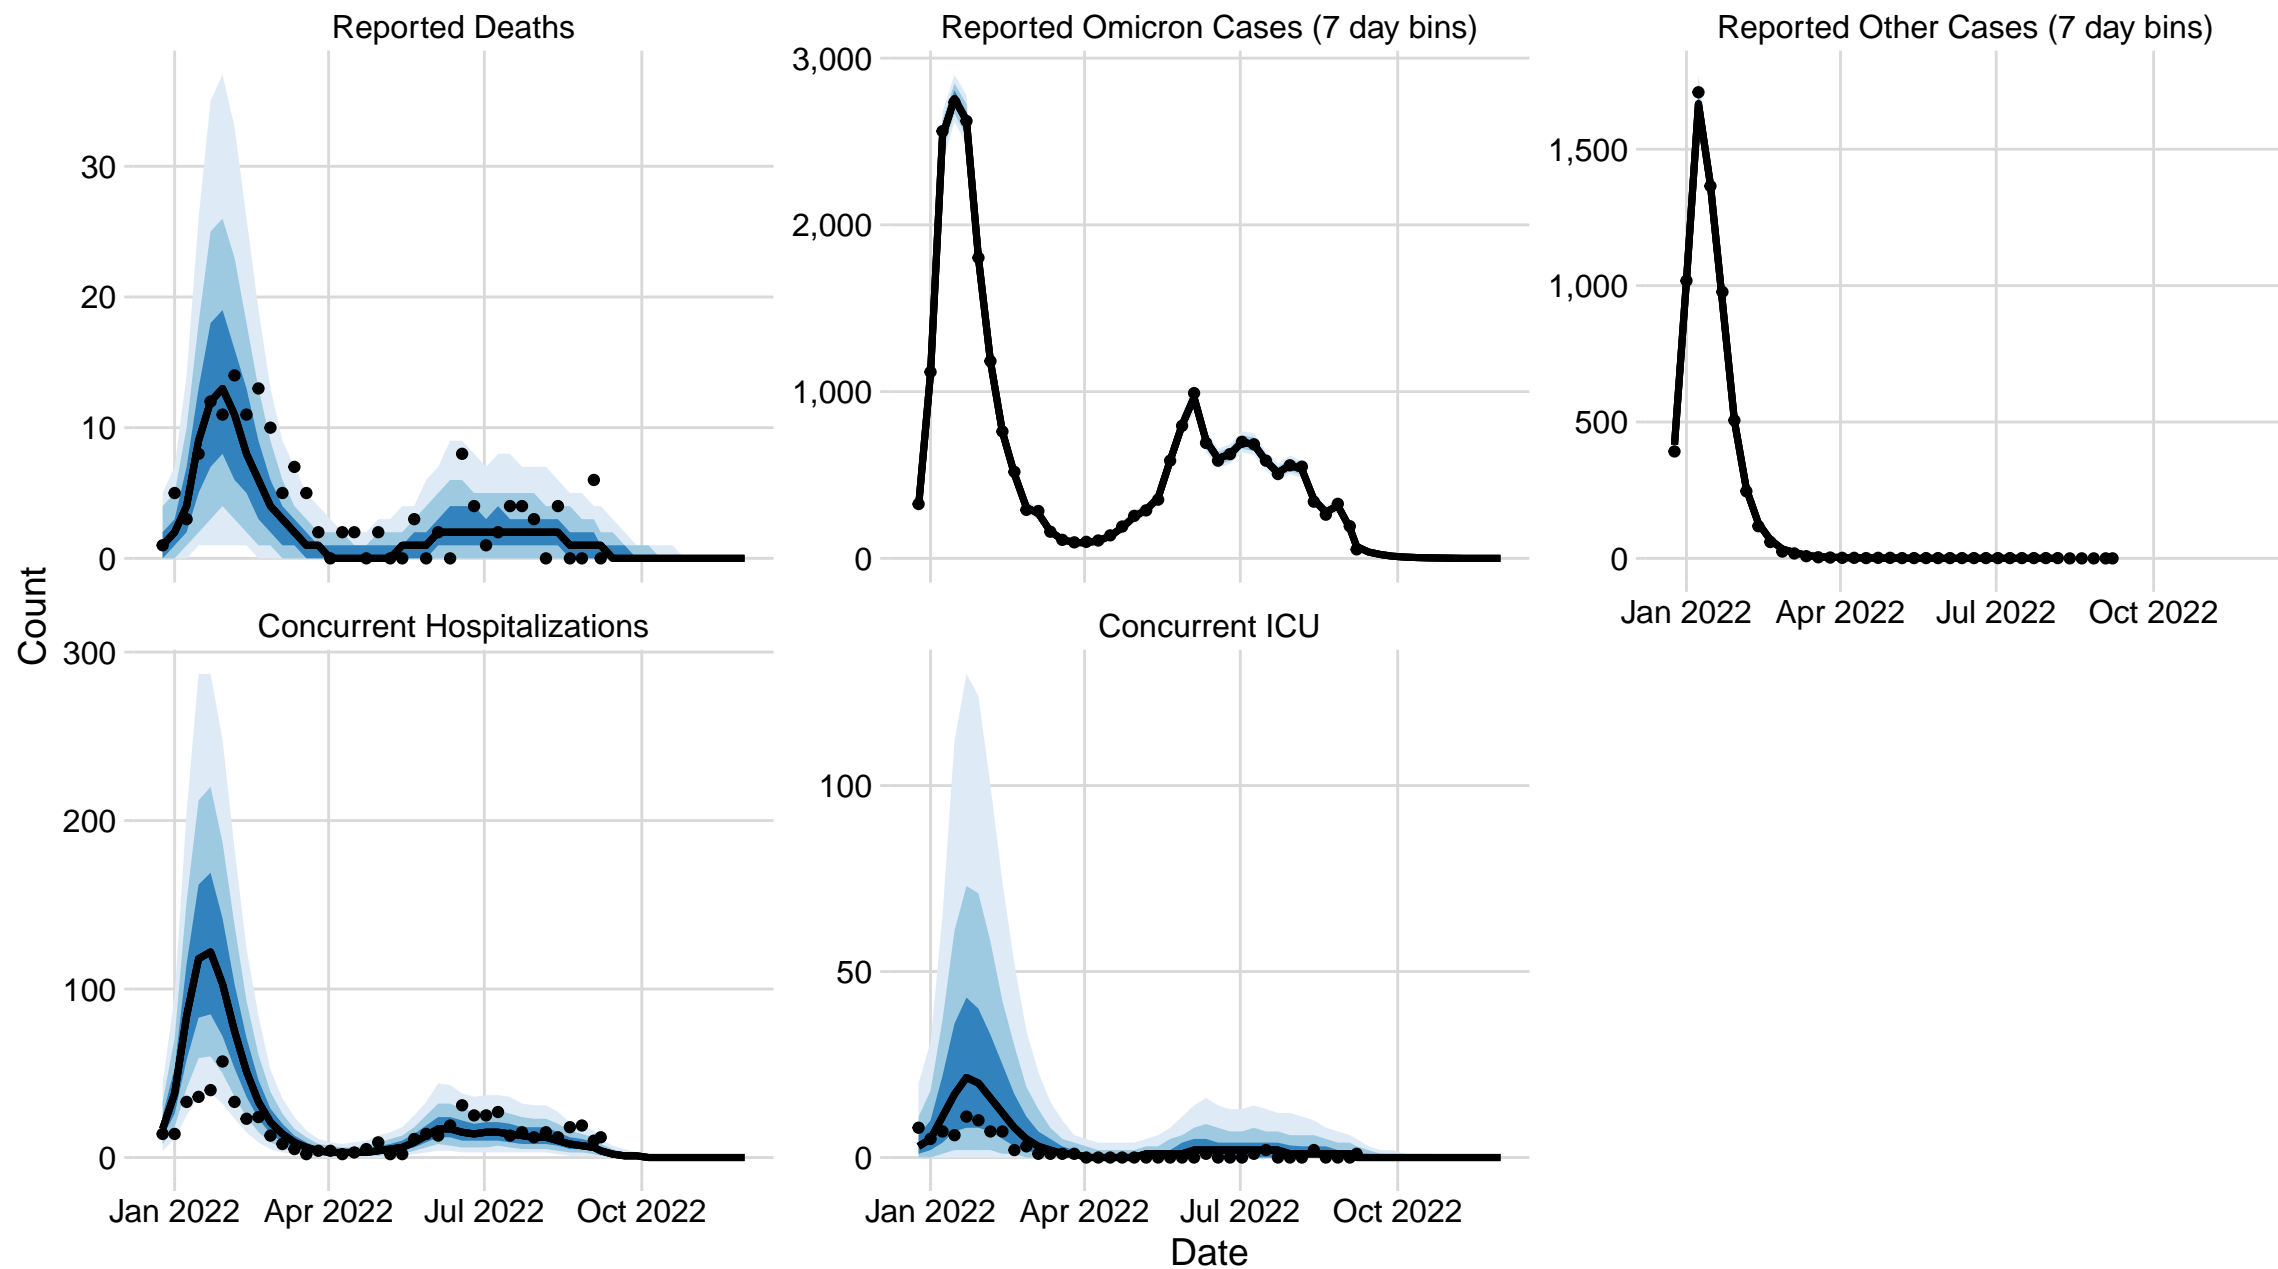 Reported Deaths
Reported Omicron Cases (7 day bins)
Reported Other Cases (7 day bins)
30
20
10
0
3,000
2,000
1,000
0
1,500
1,000
500
0
Jan 2022 Apr 2022 Jul 2022 Oct 2022
Count
Concurrent Hospitalizations
Concurrent ICU
300
200
100
0
100
50
0
Jan 2022 Apr 2022 Jul 2022 Oct 2022
Jan 2022 Apr 2022 Jul 2022 Oct 2022
Date